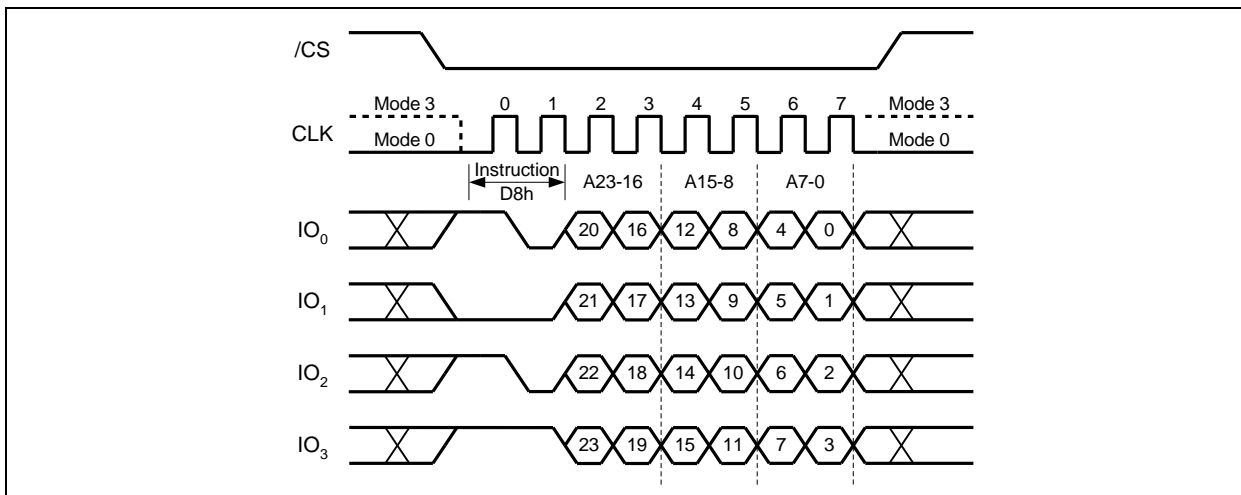 /CS
Mode 3 0 1 2 3 4 5 6 7 Mode 3
CLK
Mode 0 Mode 0
Instruction
D8h
A23-16 A15-8 A7-0
IO0 20 16 12 8 4 0
IO1 21 17 13 9 5 1
IO2 22 18 14 10 6 2
IO3 23 19 15 11 7 3